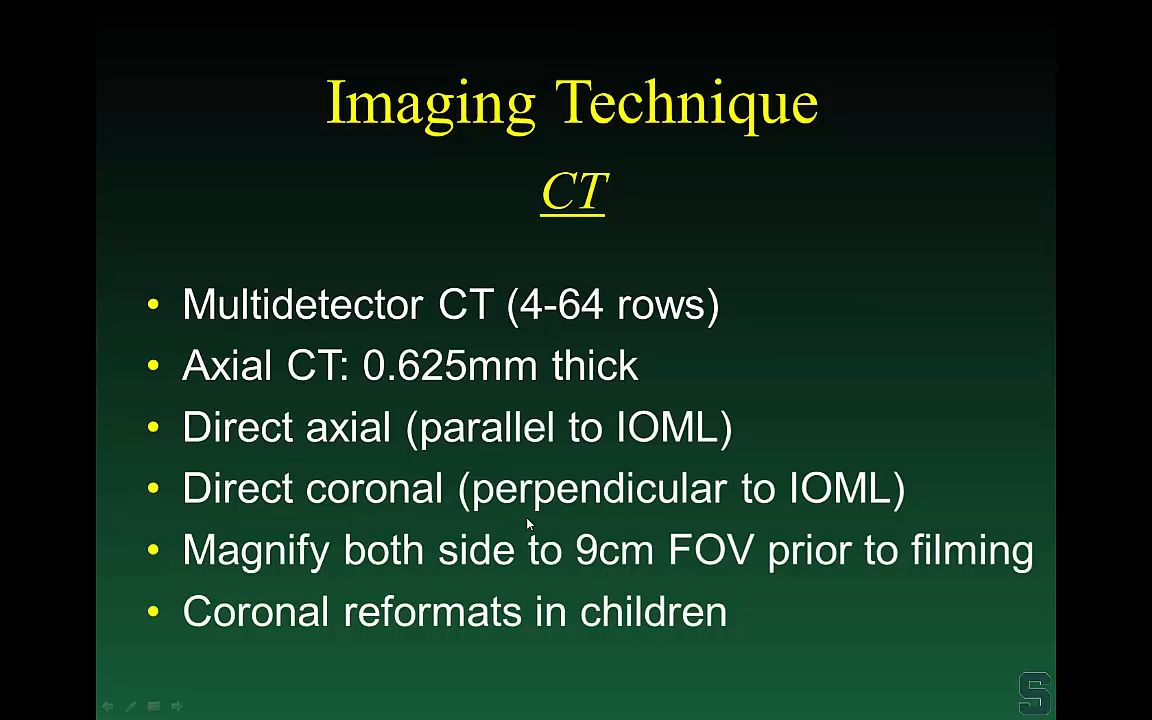 Imaging Technique
CT
• Multidetector CT (4-64 rows)
• Axial CT: 0.625mm thick
• Direct axial (parallel to IOML)
• Direct coronal (perpendicular to IOML)
• Magnify both side to 9cm FOV prior to filming
• Coronal reformats in children
S